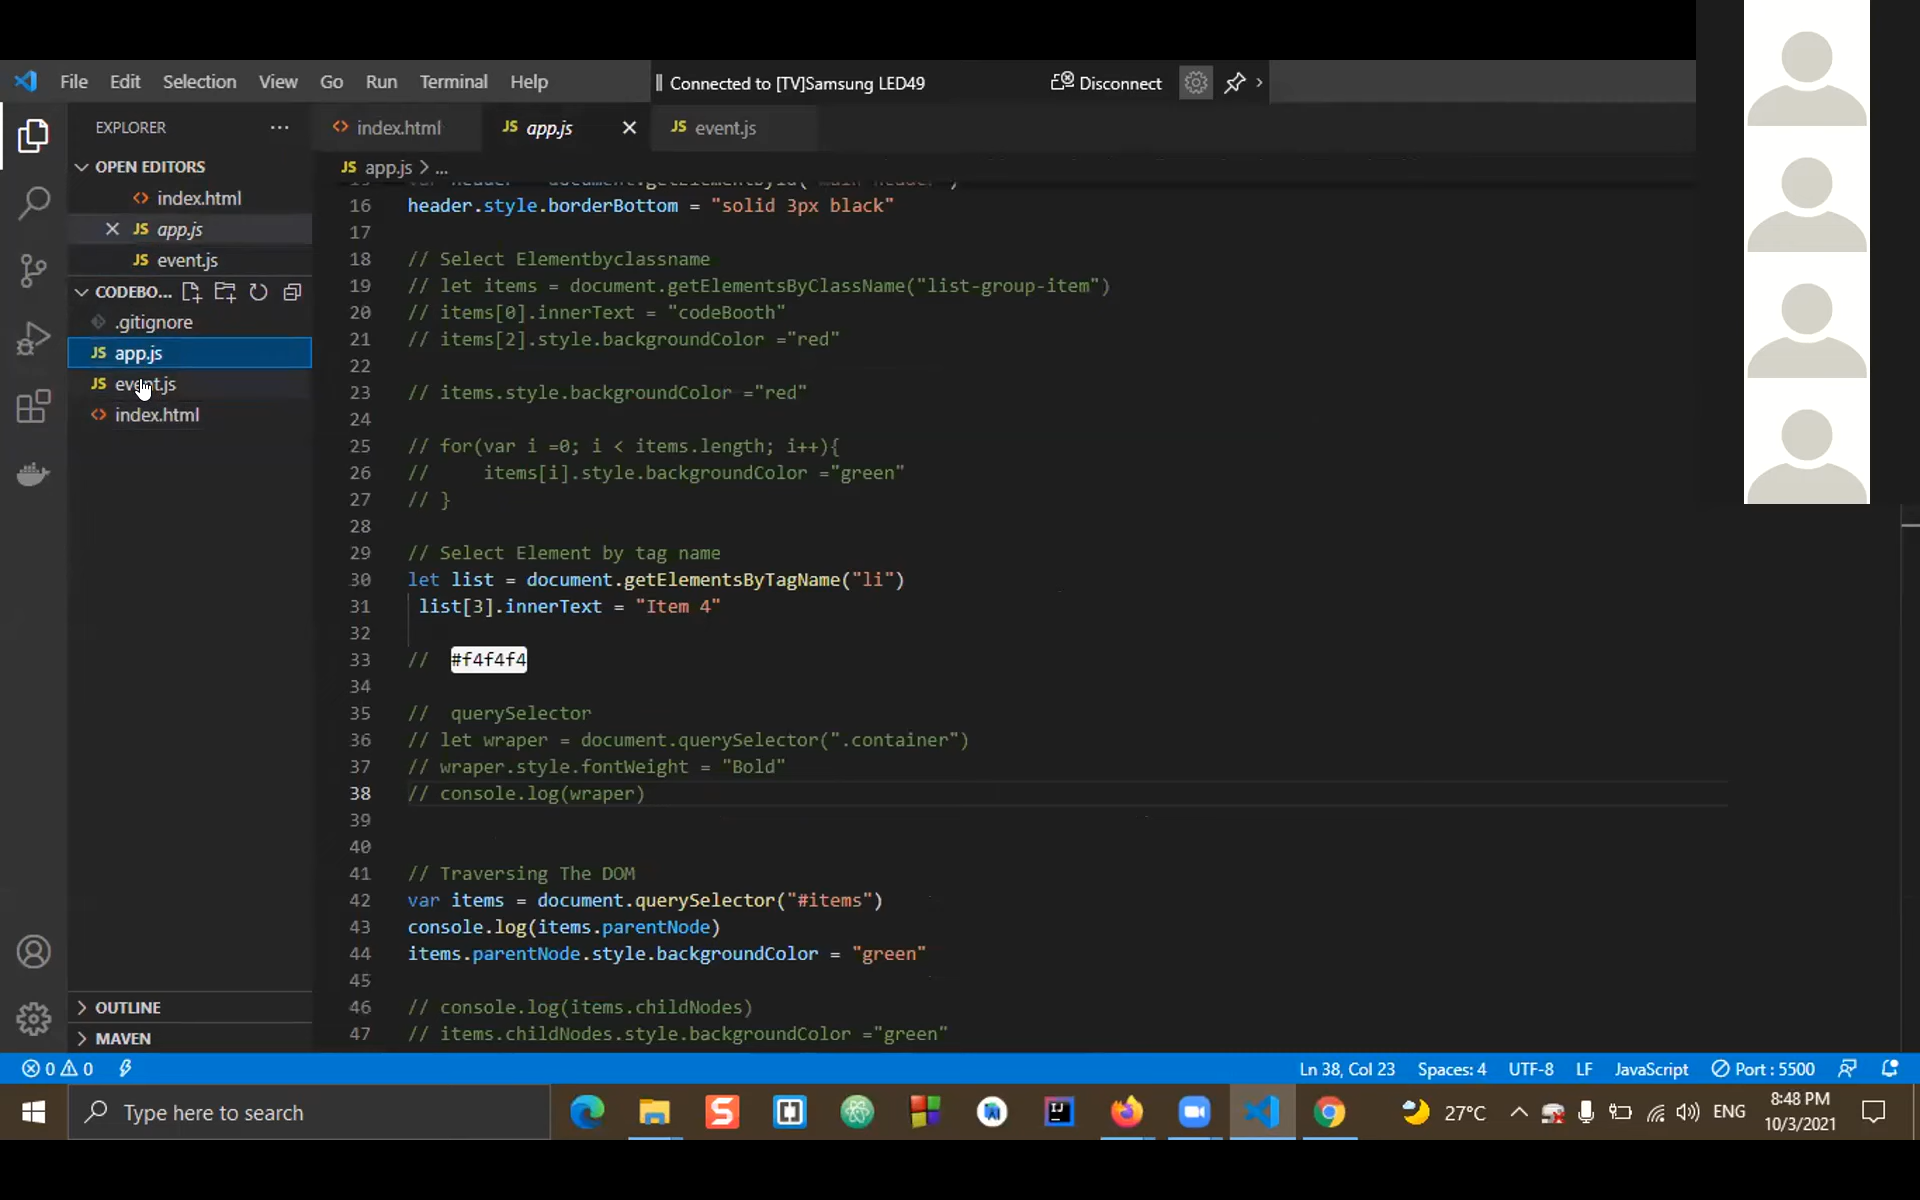 File Edit Selection View Go Run Terminal Help
Connected to [TV]Samsung LED49 Disconnect
EXPLORER
index.html
JS app.js
JS event.js
OPEN EDITORS
index.html
JS app.js
JS event.js
CODEBO...
.gitignore
JS app.js
JS event.js
index.html
OUTLINE
MAVEN
JS app.js > ...
15 var header = document.getElementById("main-header")
16 header.style.borderBottom = "solid 3px black"
17
18 // Select Elementbyclassname
19 // let items = document.getElementsByClassName("list-group-item")
20 // items[0].innerText = "codeBooth"
21 // items[2].style.backgroundColor ="red"
22
23 // items.style.backgroundColor ="red"
24
25 // for(var i =0; i < items.length; i++){
26 //     items[i].style.backgroundColor ="green"
27 // }
28
29 // Select Element by tag name
30 let list = document.getElementsByTagName("li")
31 list[3].innerText = "Item 4"
32
33 //  #f4f4f4
34
35 //  querySelector
36 // let wraper = document.querySelector(".container")
37 // wraper.style.fontWeight = "Bold"
38 // console.log(wraper)
39
40
41 // Traversing The DOM
42 var items = document.querySelector("#items")
43 console.log(items.parentNode)
44 items.parentNode.style.backgroundColor = "green"
45
46 // console.log(items.childNodes)
47 // items.childNodes.style.backgroundColor ="green"
0 0 Ln 38, Col 23 Spaces: 4 UTF-8 LF JavaScript Port : 5500
Type here to search
27°C ENG
8:48 PM
10/3/2021